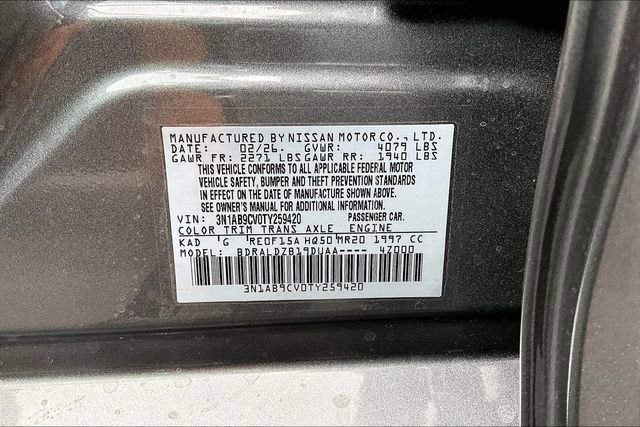 MANUFACTURED BY NISSAN MOTOR CO., LTD.
DATE: 02/26. GVWR: 4079 LBS
GAWR FR: 2271 LBS GAWR RR: 1940 LBS
THIS VEHICLE CONFORMS TO ALL APPLICABLE FEDERAL MOTOR
VEHICLE SAFETY, BUMPER AND THEFT PREVENTION STANDARDS
IN EFFECT ON THE DATE OF MANUFACTURE SHOWN ABOVE.
SEE OWNER'S MANUAL FOR ADDITIONAL INFORMATION.
VIN: 3N1AB9CV0TY259420 PASSENGER CAR.
COLOR TRIM TRANS AXLE ENGINE
KAD G RE0F15A HQ50 MR20 1997 CC
MODEL: BDRALDZB19DUAA---- 4Z000
3N1AB9CV0TY259420